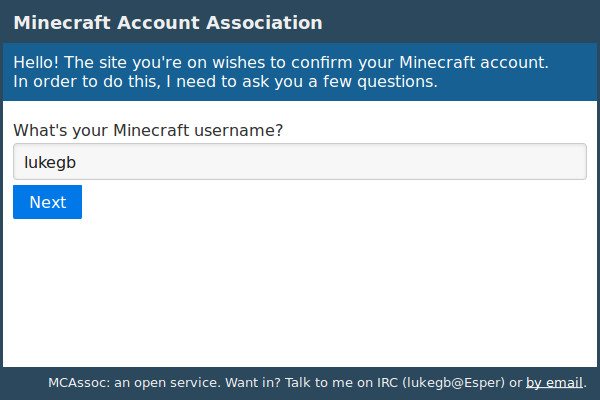 Minecraft Account Association
Hello! The site you're on wishes to confirm your Minecraft account.
In order to do this, I need to ask you a few questions.
What's your Minecraft username?
lukegb
Next
MCAssoc: an open service. Want in? Talk to me on IRC (lukegb@Esper) or by email.